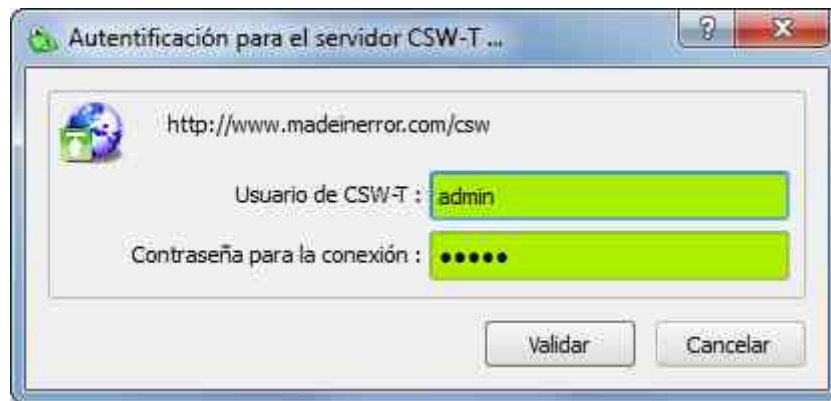 Autentificación para el servidor CSW-T ...
http://www.madeinerror.com/csw
Usuario de CSW-T : admin
Contraseña para la conexión : ●●●●●
Validar Cancelar